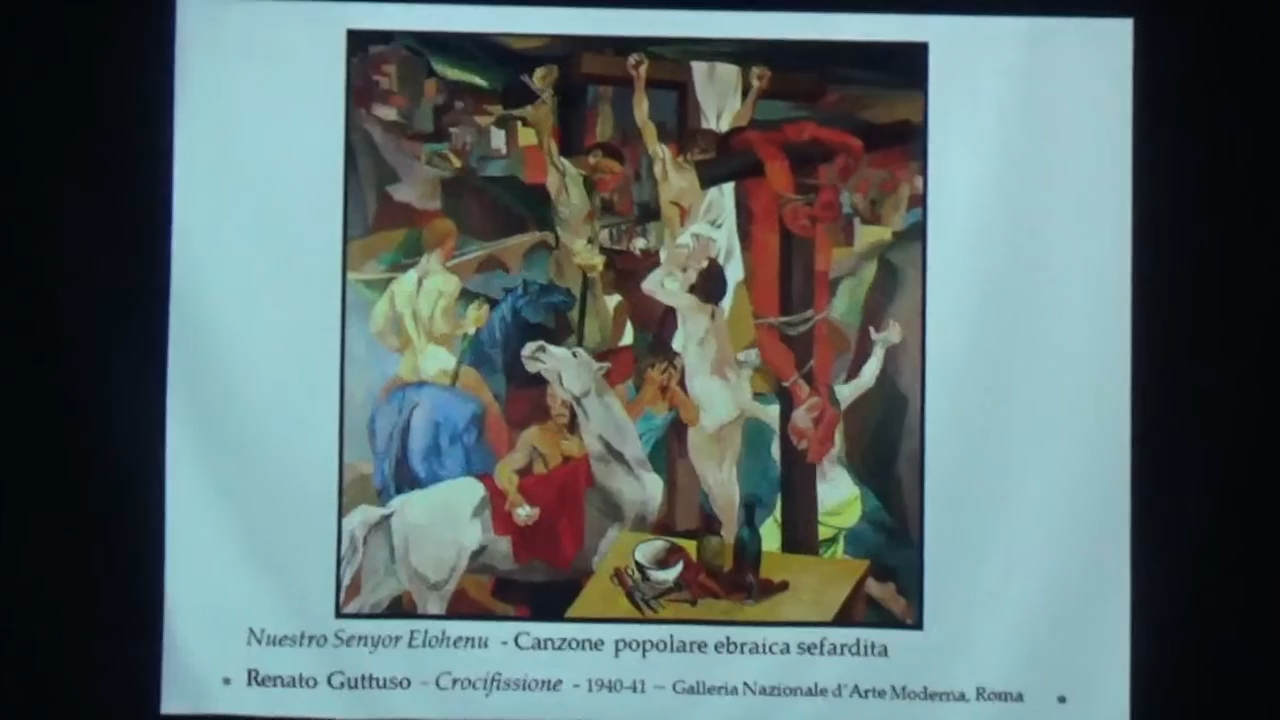 Nuestro Senyor Elohenu - Canzone popolare ebraica sefardita
• Renato Guttuso - Crocifissione - 1940-41 – Galleria Nazionale d'Arte Moderna, Roma •